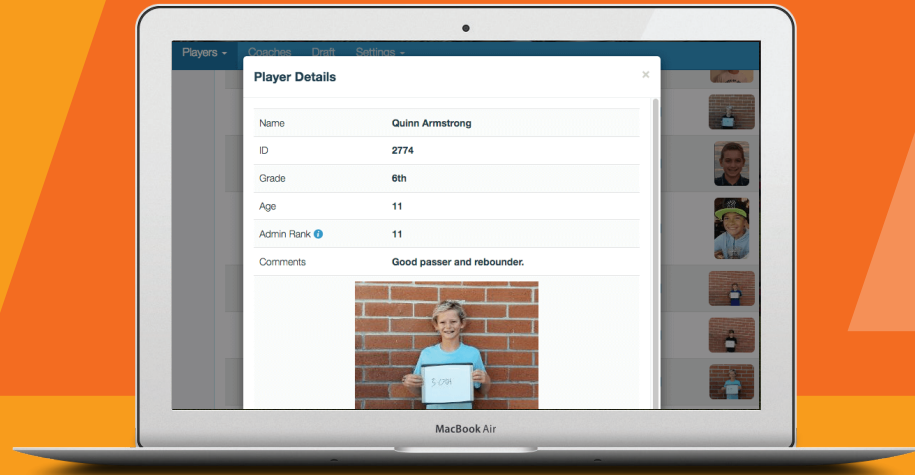 Players
Coaches Draft Settings
Player Details ×
Name Quinn Armstrong
ID 2774
Grade 6th
Age 11
Admin Rank i 11
Comments Good passer and rebounder.
MacBook Air